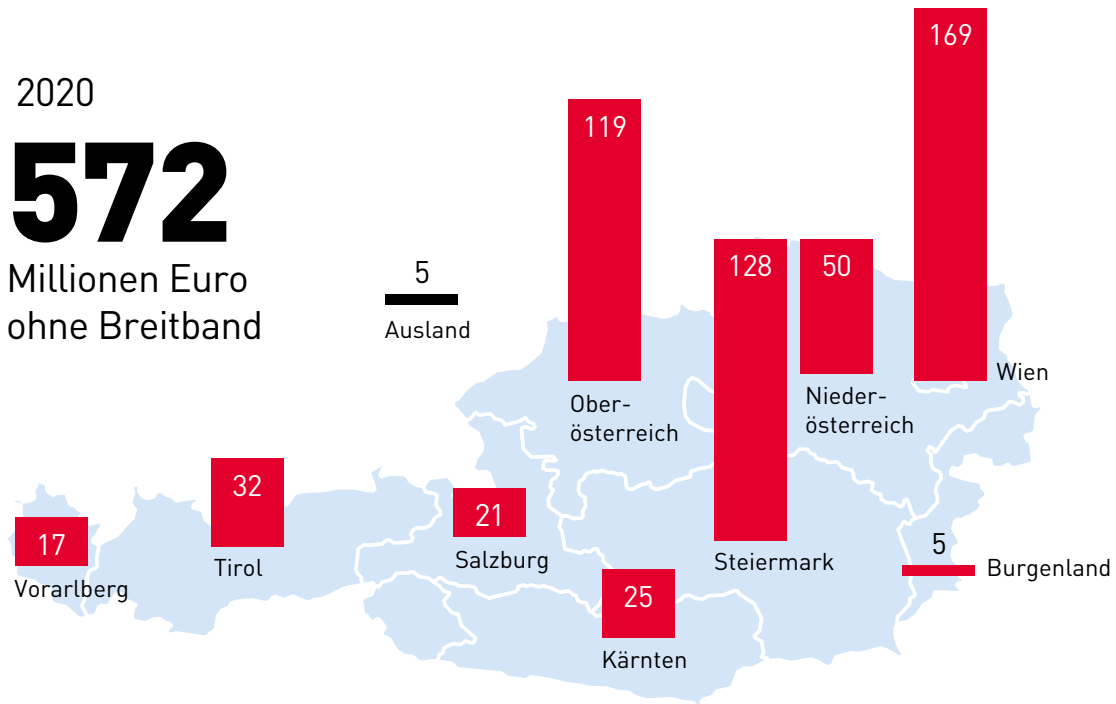 2020
572
Millionen Euro
ohne Breitband
5
Ausland
119
Ober-
österreich
128
Steiermark
50
Nieder-
österreich
169
Wien
17
Vorarlberg
32
Tirol
21
Salzburg
25
Kärnten
5
Burgenland